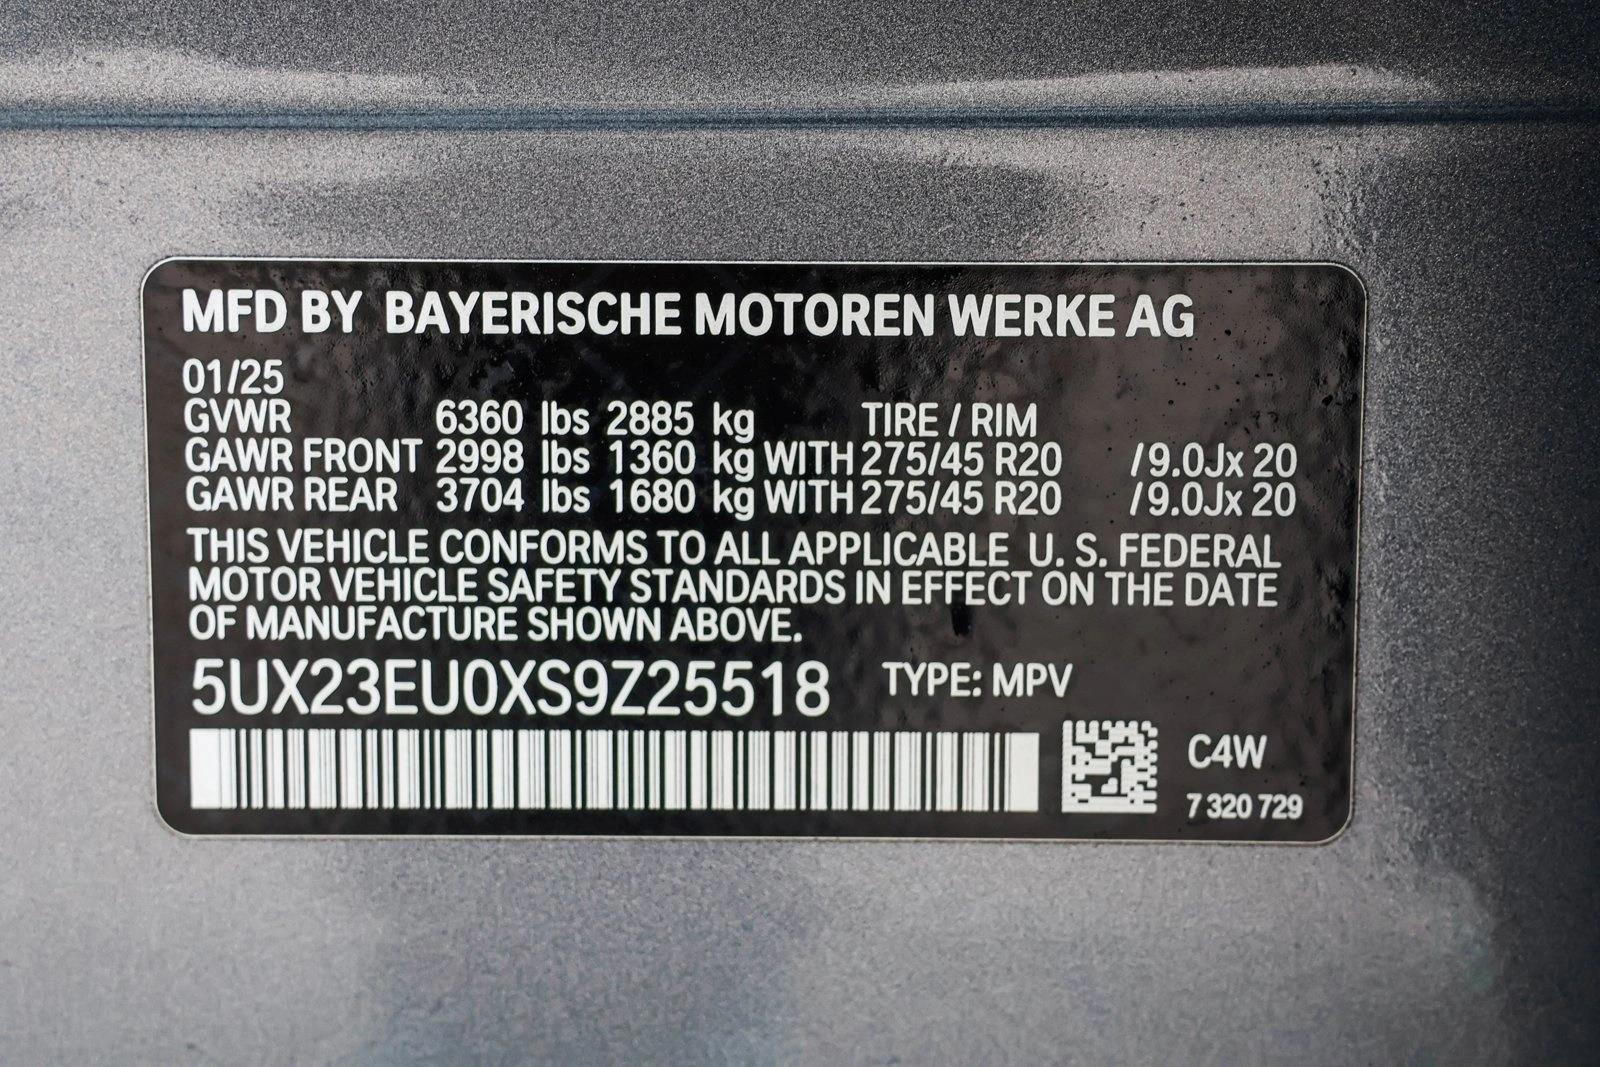 MFD BY BAYERISCHE MOTOREN WERKE AG
01/25
GVWR 6360 lbs 2885 kg TIRE / RIM
GAWR FRONT 2998 lbs 1360 kg WITH 275/45 R20 /9.0Jx 20
GAWR REAR 3704 lbs 1680 kg WITH 275/45 R20 /9.0Jx 20
THIS VEHICLE CONFORMS TO ALL APPLICABLE U. S. FEDERAL
MOTOR VEHICLE SAFETY STANDARDS IN EFFECT ON THE DATE
OF MANUFACTURE SHOWN ABOVE.
5UX23EU0XS9Z25518 TYPE: MPV
C4W
7 320 729